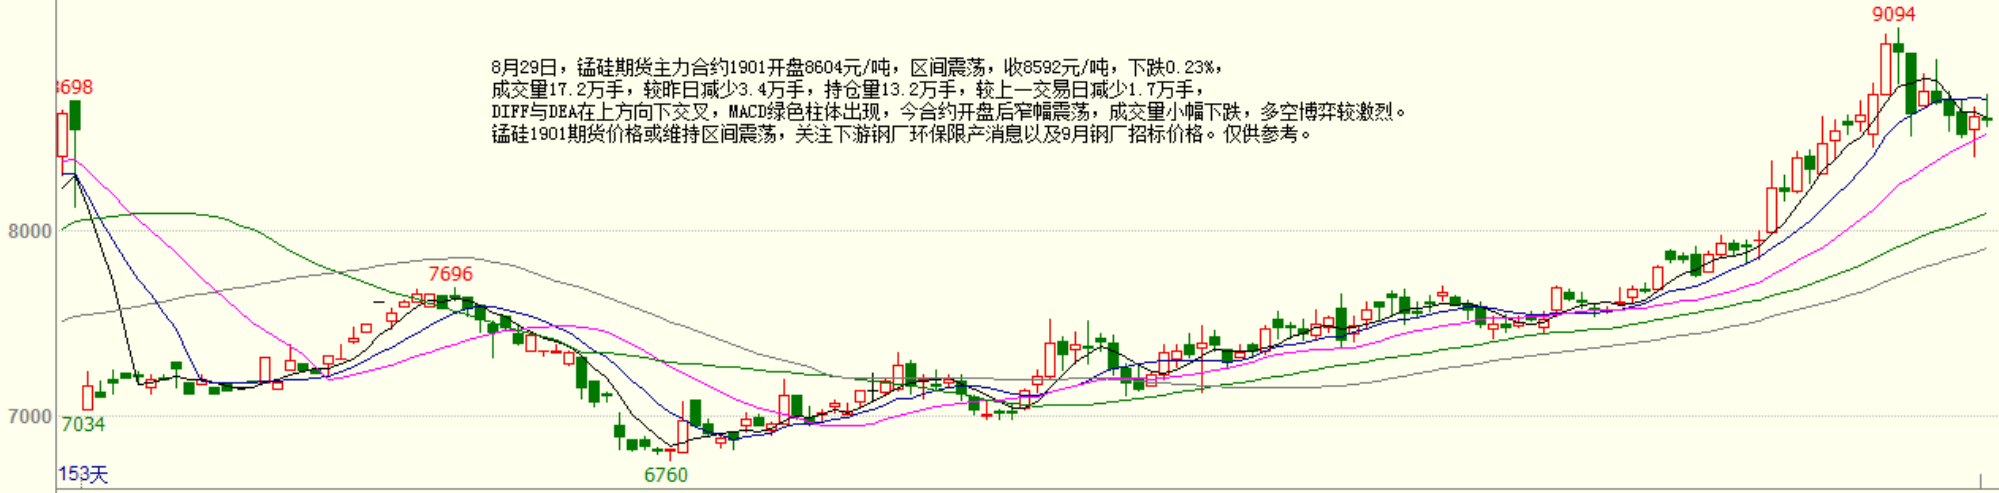 9094
8698
8月29日，锰硅期货主力合约1901开盘8604元/吨，区间震荡，收8592元/吨，下跌0.23%，
成交量17.2万手，较昨日减少3.4万手，持仓量13.2万手，较上一交易日减少1.7万手，
DIFF与DEA在上方向下交叉，MACD绿色柱体出现，今合约开盘后窄幅震荡，成交量小幅下跌，多空博弈较激烈。
锰硅1901期货价格或维持区间震荡，关注下游钢厂环保限产消息以及9月钢厂招标价格。仅供参考。
8000
7696
7000
7034
6760
153天